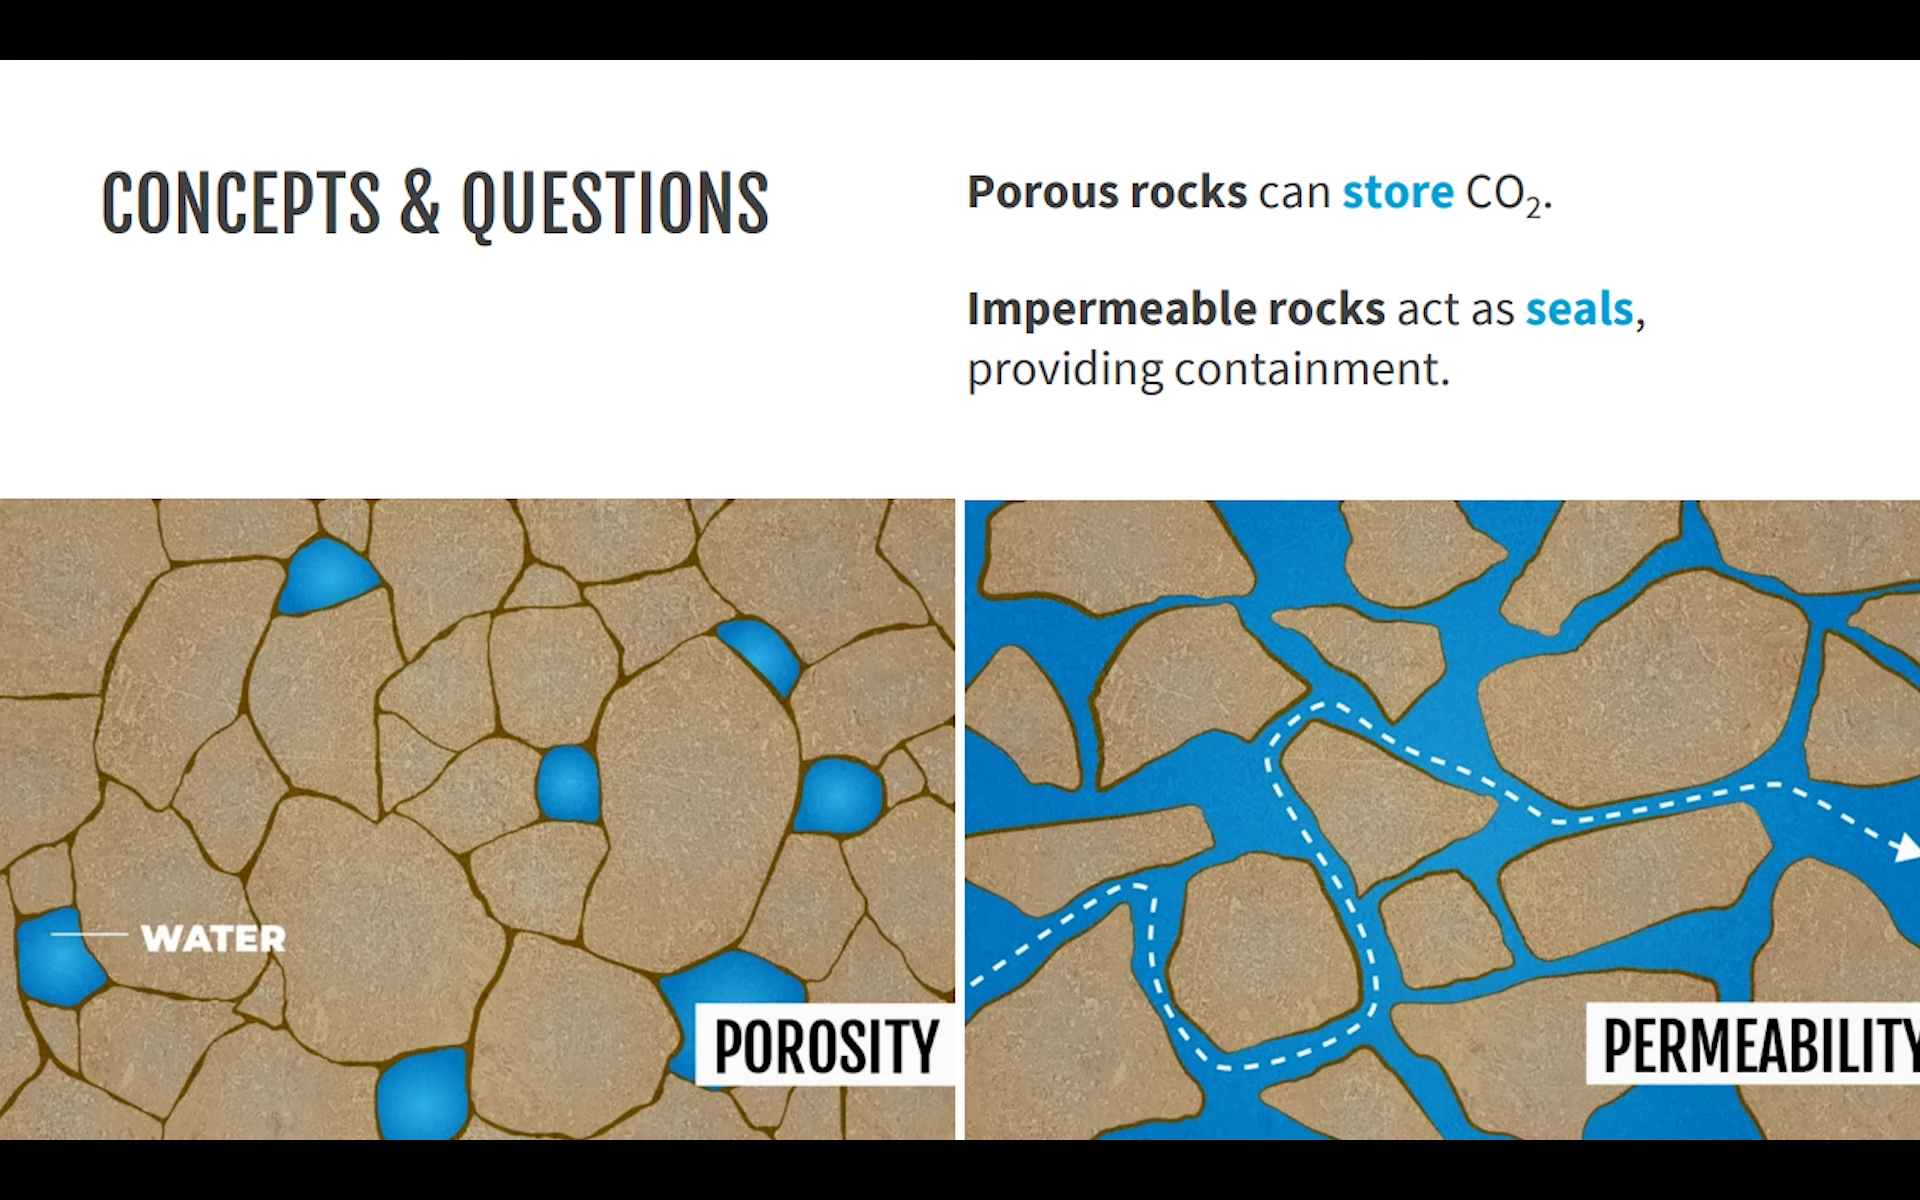 CONCEPTS & QUESTIONS
Porous rocks can store CO₂.
Impermeable rocks act as seals,
providing containment.
WATER
POROSITY
PERMEABILITY